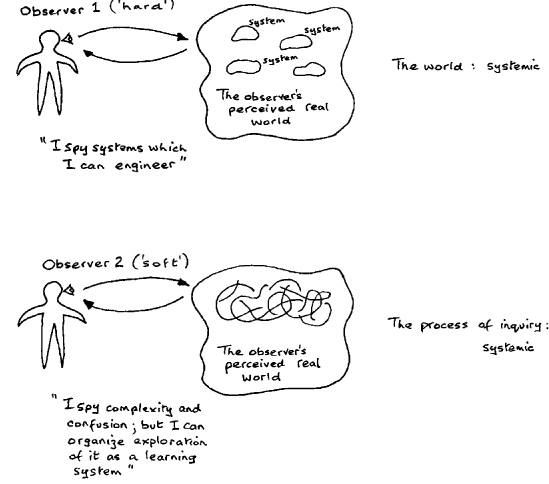 Observer 1 ('hard')
system
system
system
The observer's
perceived real
world
The world : systemic
"I spy systems which
I can engineer"
Observer 2 ('soft')
The observer's
perceived real
world
The process of inquiry :
systemic
"I spy complexity and
confusion ; but I can
organize exploration
of it as a learning
system"